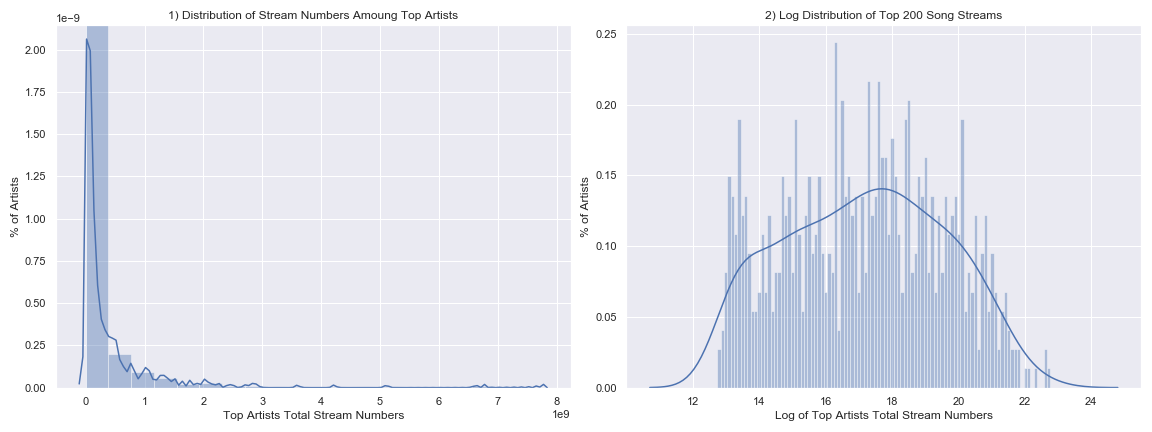 1) Distribution of Stream Numbers Amoung Top Artists
1e−9
2.00
1.75
1.50
1.25
1.00
0.75
0.50
0.25
0.00
% of Artists
0 1 2 3 4 5 6 7 8
1e9
Top Artists Total Stream Numbers
2) Log Distribution of Top 200 Song Streams
0.25
0.20
0.15
0.10
0.05
0.00
% of Artists
12 14 16 18 20 22 24
Log of Top Artists Total Stream Numbers